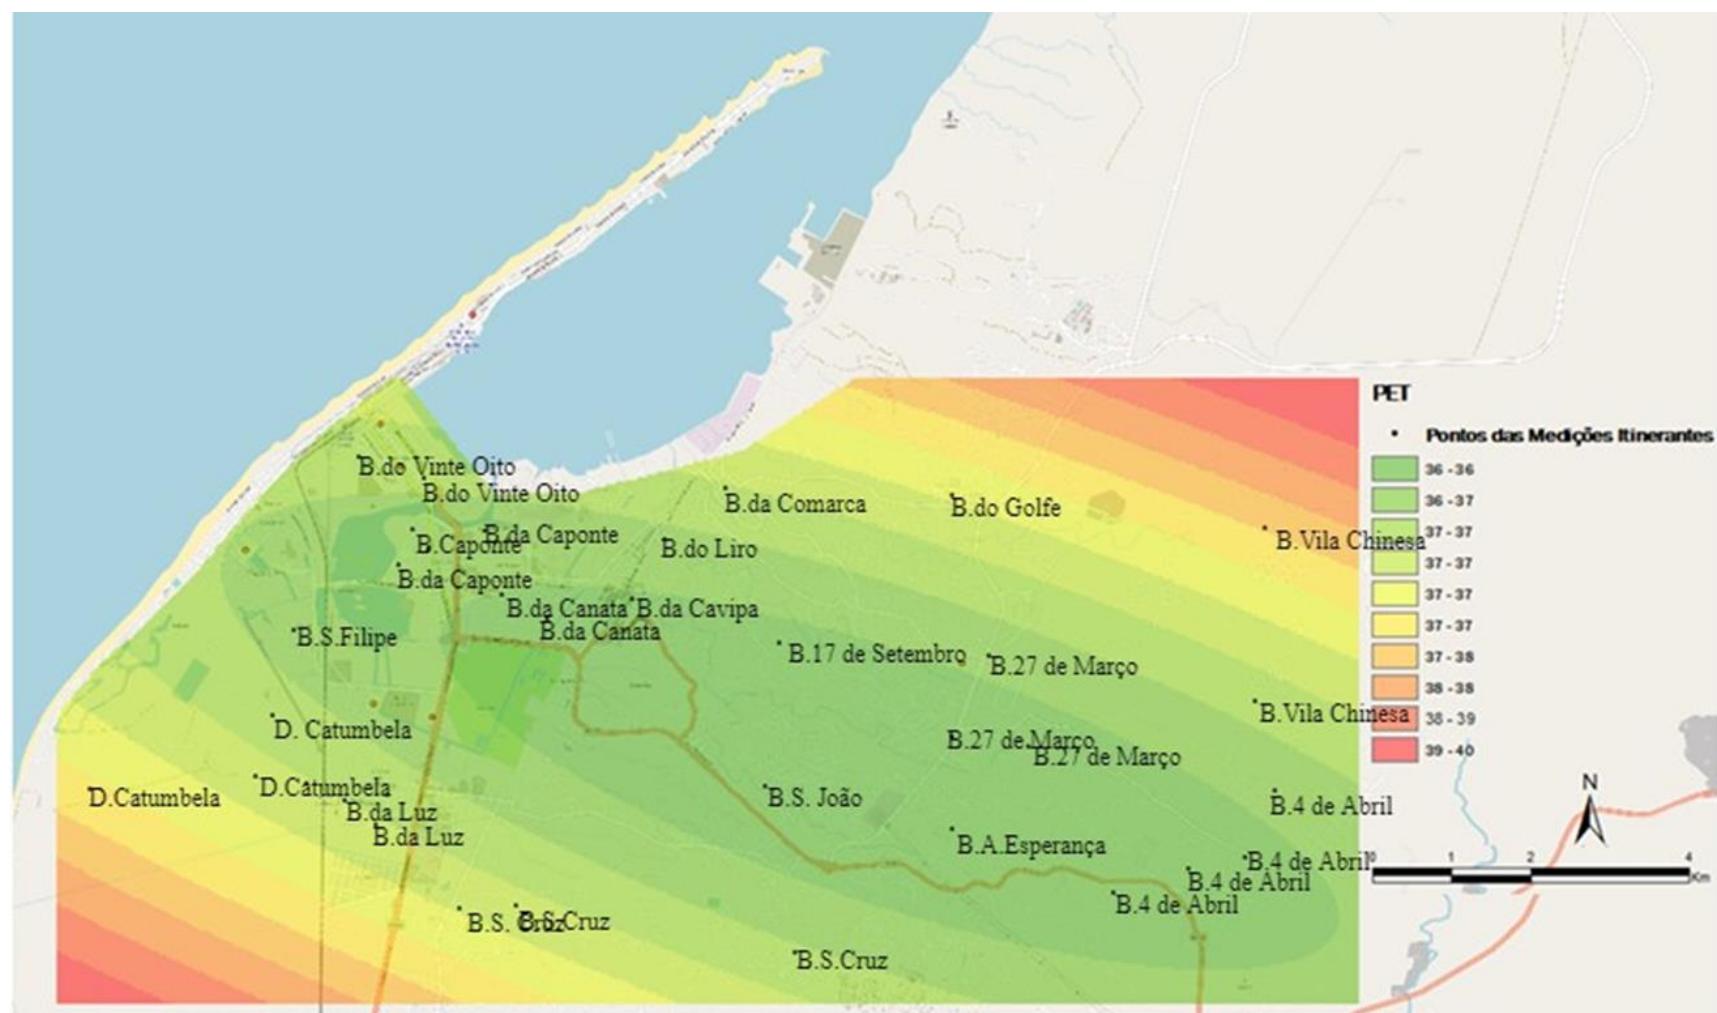 PET
Pontos das Medições Itinerantes
36 - 36
36 - 37
37 - 37
37 - 37
37 - 37
37 - 37
37 - 38
38 - 38
38 - 39
39 - 40
B.do Vinte Oito
B.do Vinte Oito
B.da Comarca
B.do Golfe
B.da Caponte
B.Caponte
B.do Liro
B.Vila Chinesa
B.da Caponte
B.da Canata
B.da Cavipa
B.da Canata
B.S.Filipe
B.17 de Setembro
B.27 de Março
D. Catumbela
B.Vila Chinesa
B.27 de Março
B.27 de Março
D.Catumbela
D.Catumbela
B.da Luz
B.da Luz
B.S. João
B.4 de Abril
B.A.Esperança
B.4 de Abril
B.4 de Abril
B.4 de Abril
B.S. Cruz
B.S.Cruz
B.S.Cruz
N
0 1 2 4
Km